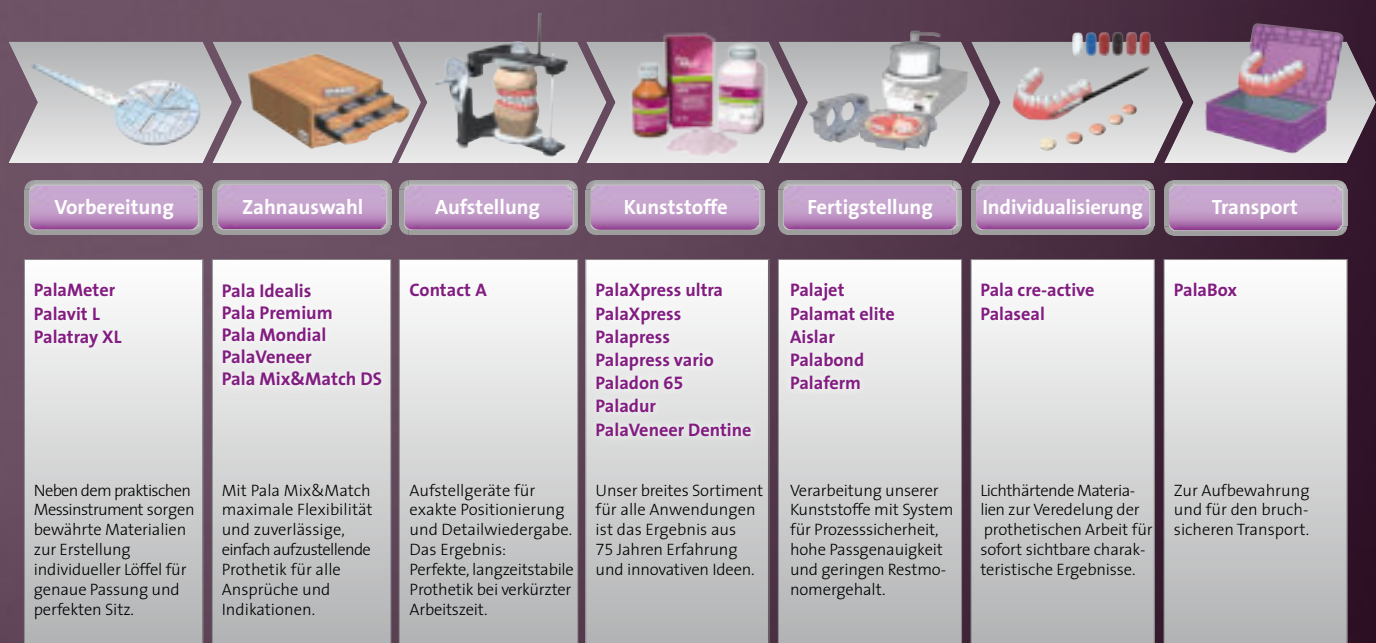 Vorbereitung
Zahnauswahl
Aufstellung
Kunststoffe
Fertigstellung
Individualisierung
Transport
PalaMeter
Palavit L
Palatray XL
Neben dem praktischen
Messinstrument sorgen
bewährte Materialien
zur Erstellung
individueller Löffel für
genaue Passung und
perfekten Sitz.
Pala Idealis
Pala Premium
Pala Mondial
PalaVeneer
Pala Mix&Match DS
Mit Pala Mix&Match
maximale Flexibilität
und zuverlässige,
einfach aufzustellende
Prothetik für alle
Ansprüche und
Indikationen.
Contact A
Aufstellgeräte für
exakte Positionierung
und Detailwiedergabe.
Das Ergebnis:
Perfekte, langzeitstabile
Prothetik bei verkürzter
Arbeitszeit.
PalaXpress ultra
PalaXpress
Palapress
Palapress vario
Paladon 65
Paladur
PalaVeneer Dentine
Unser breites Sortiment
für alle Anwendungen
ist das Ergebnis aus
75 Jahren Erfahrung
und innovativen Ideen.
Palajet
Palamat elite
Aislar
Palabond
Palaferm
Verarbeitung unserer
Kunststoffe mit System
für Prozesssicherheit,
hohe Passgenauigkeit
und geringen Restmo-
nomergehalt.
Pala cre-active
Palaseal
Lichthärtende Materia-
lien zur Veredelung der
prothetischen Arbeit für
sofort sichtbare charak-
teristische Ergebnisse.
PalaBox
Zur Aufbewahrung
und für den bruch-
sicheren Transport.